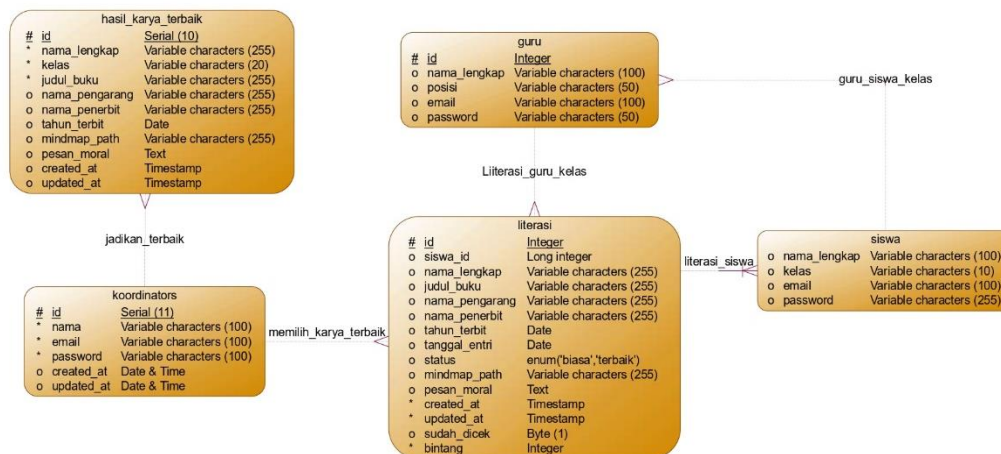 hasil_karya_terbaik
# id Serial (10)
* nama_lengkap Variable characters (255)
* kelas Variable characters (20)
* judul_buku Variable characters (255)
o nama_pengarang Variable characters (255)
o nama_penerbit Variable characters (255)
o tahun_terbit Date
o mindmap_path Variable characters (255)
o pesan_moral Text
o created_at Timestamp
o updated_at Timestamp
jadikan_terbaik
koordinators
# id Serial (11)
* nama Variable characters (100)
* email Variable characters (100)
* password Variable characters (100)
o created_at Date & Time
o updated_at Date & Time
memilih_karya_terbaik
guru
# id Integer
o nama_lengkap Variable characters (100)
o posisi Variable characters (50)
o email Variable characters (100)
o password Variable characters (50)
guru_siswa_kelas
Liiterasi_guru_kelas
literasi
# id Integer
o siswa_id Long integer
o nama_lengkap Variable characters (255)
o judul_buku Variable characters (255)
o nama_pengarang Variable characters (255)
o nama_penerbit Variable characters (255)
o tahun_terbit Date
o tanggal_entri Date
o status enum('biasa','terbaik')
o mindmap_path Variable characters (255)
o pesan_moral Text
* created_at Timestamp
* updated_at Timestamp
o sudah_dicek Byte (1)
* bintang Integer
literasi_siswa
siswa
o nama_lengkap Variable characters (100)
o kelas Variable characters (10)
o email Variable characters (100)
o password Variable characters (255)